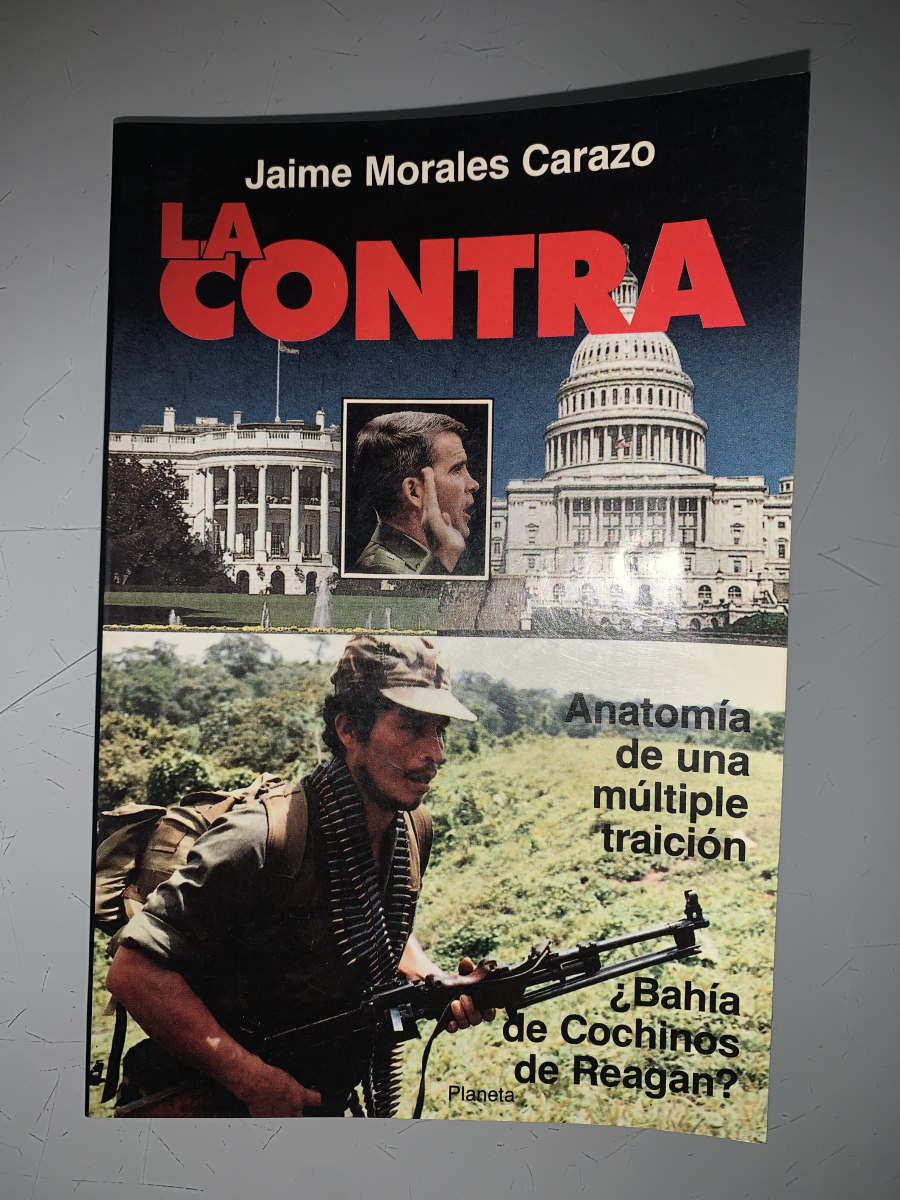 Jaime Morales Carazo
LA
CONTRA
Anatomía
de una
múltiple
traición
¿Bahía
de Cochinos
de Reagan?
Planeta